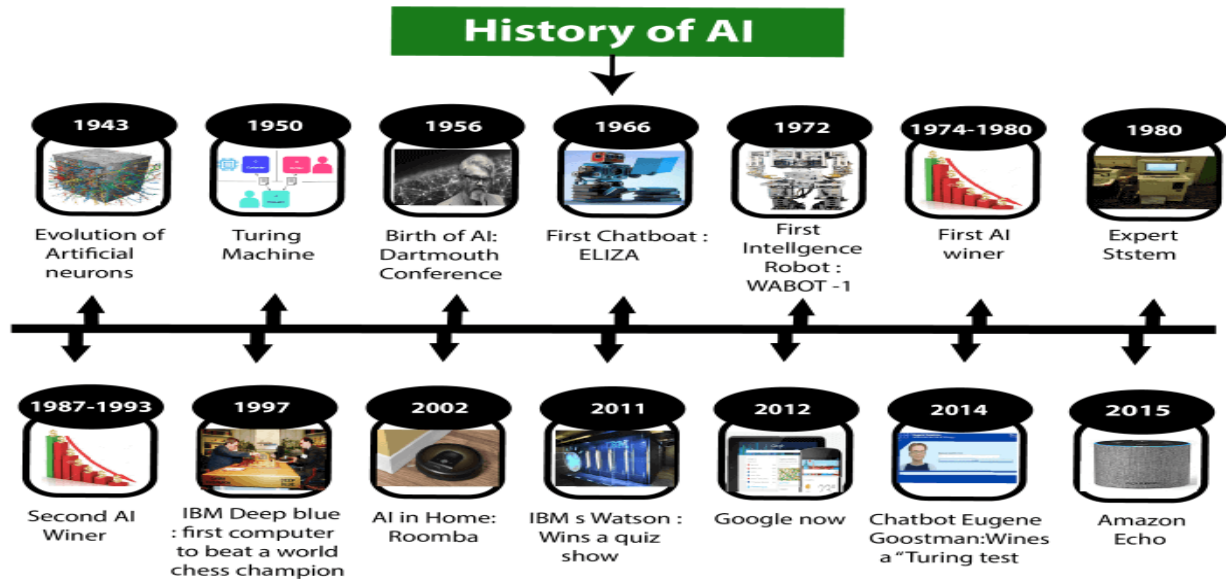 History of AI
1943
1950
1956
1966
1972
1974-1980
1980
Evolution of
Artificial
neurons
Turing
Machine
Birth of AI:
Dartmouth
Conference
First Chatboat :
ELIZA
First
Intellgence
Robot :
WABOT -1
First AI
winer
Expert
Ststem
1987-1993
1997
2002
2011
2012
2014
2015
Second AI
Winer
IBM Deep blue
: first computer
to beat a world
chess champion
AI in Home:
Roomba
IBM s Watson :
Wins a quiz
show
Google now
Chatbot Eugene
Goostman:Wines
a "Turing test
Amazon
Echo